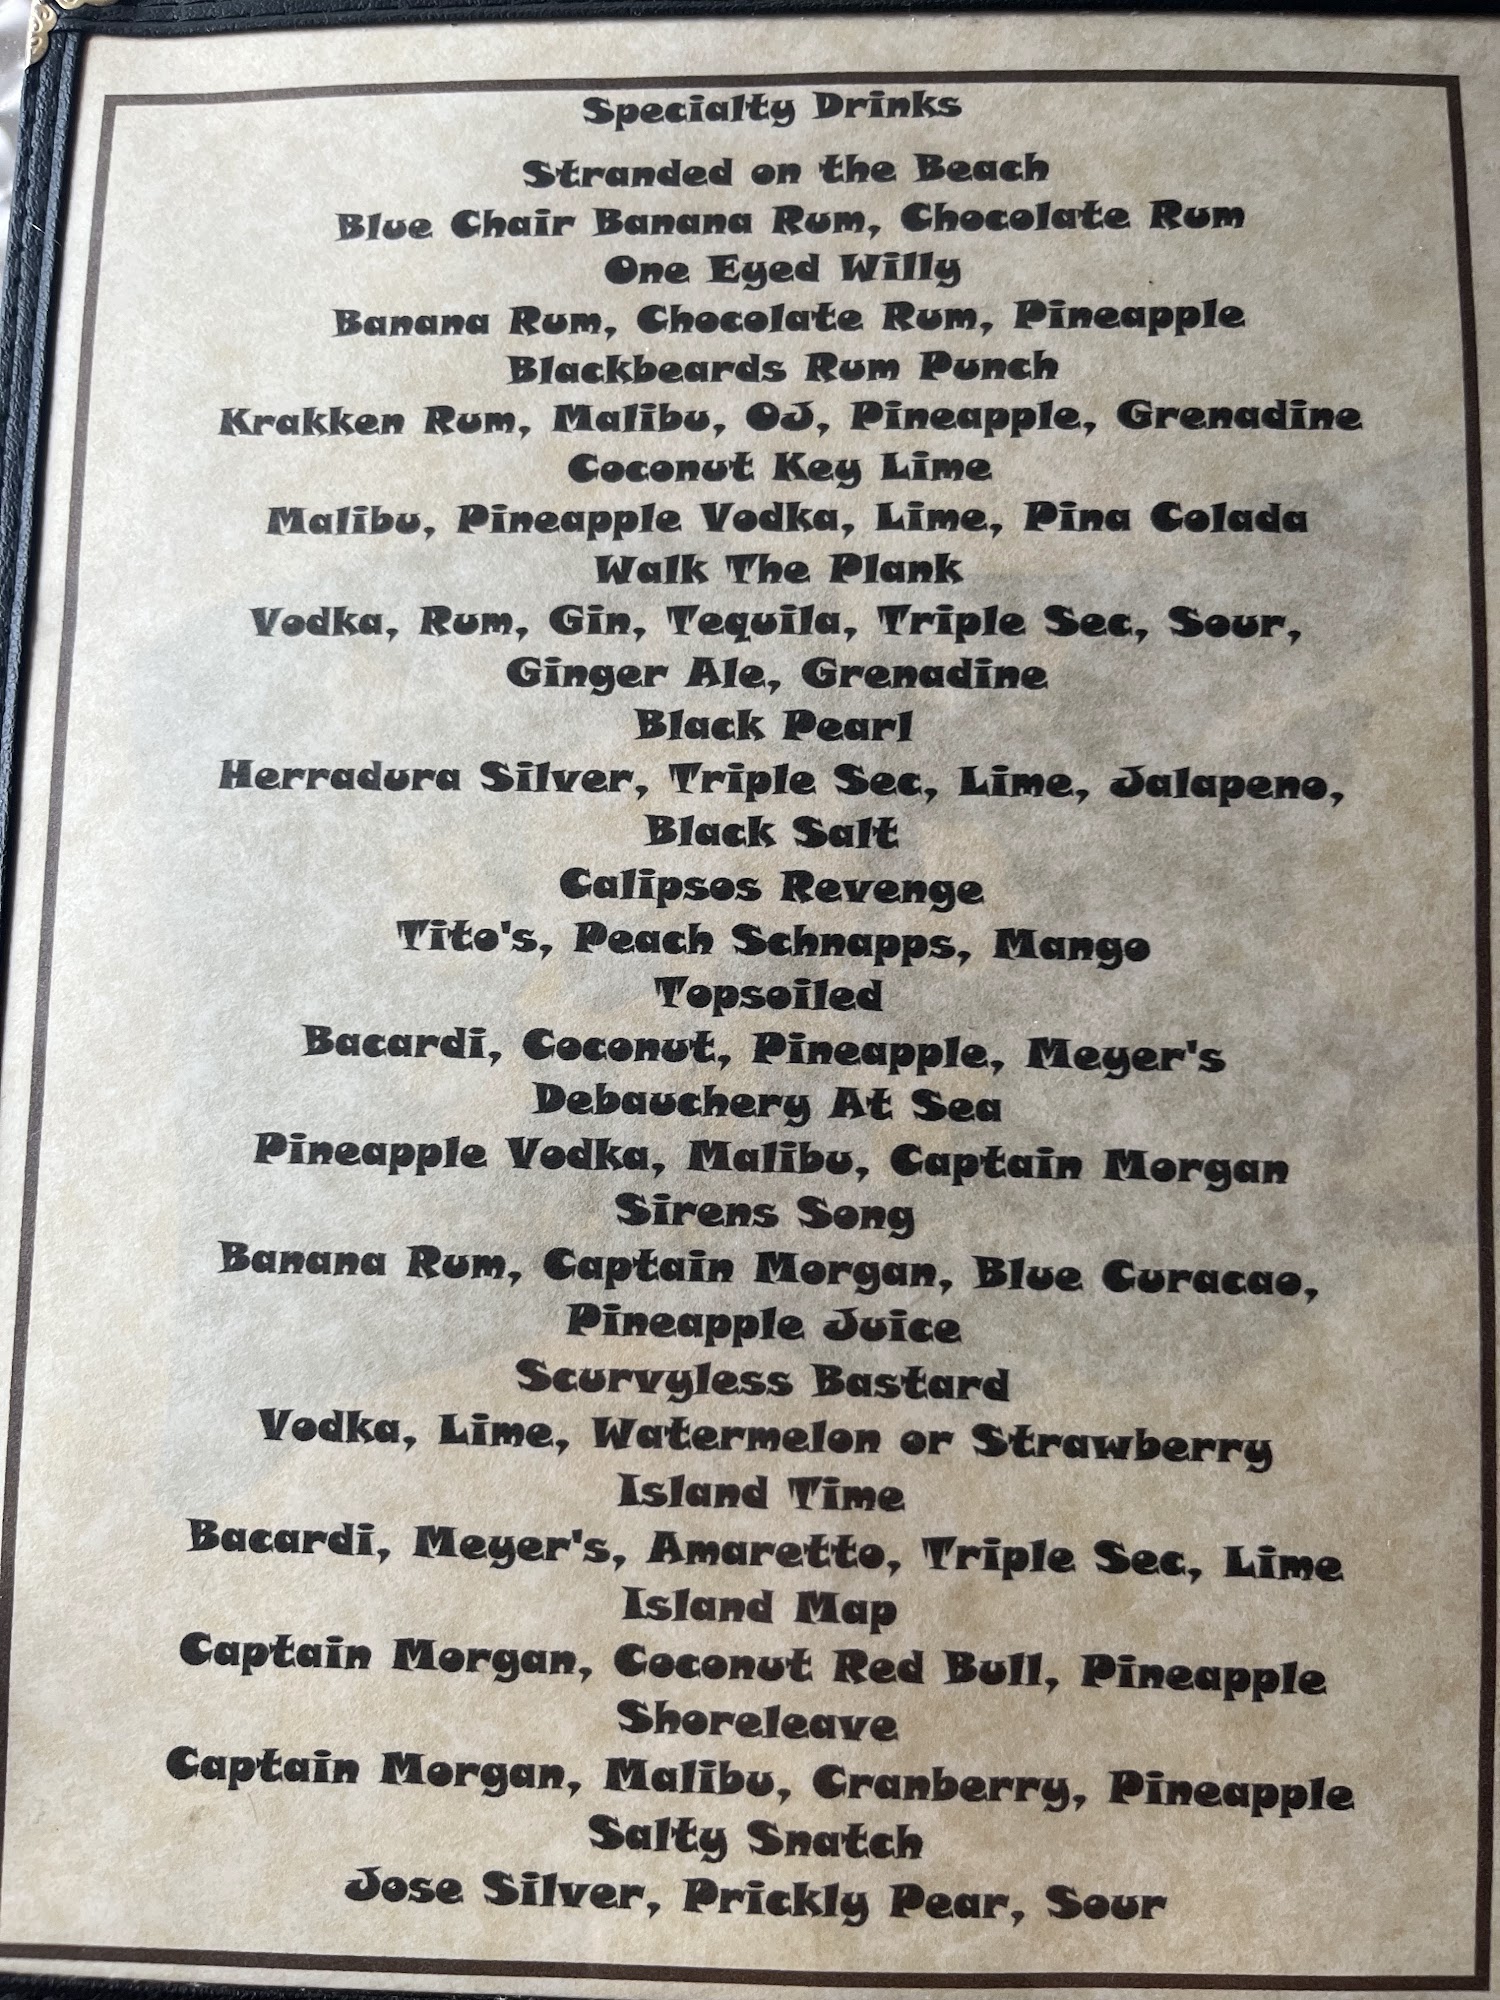 Specialty Drinks
Stranded on the Beach
Blue Chair Banana Rum, Chocolate Rum
One Eyed Willy
Banana Rum, Chocolate Rum, Pineapple
Blackbeards Rum Punch
Krakken Rum, Malibu, OJ, Pineapple, Grenadine
Coconut Key Lime
Malibu, Pineapple Vodka, Lime, Pina Colada
Walk The Plank
Vodka, Rum, Gin, Tequila, Triple Sec, Sour,
Ginger Ale, Grenadine
Black Pearl
Herradura Silver, Triple Sec, Lime, Jalapeno,
Black Salt
Calipsos Revenge
Tito's, Peach Schnapps, Mango
Topsoiled
Bacardi, Coconut, Pineapple, Meyer's
Debauchery At Sea
Pineapple Vodka, Malibu, Captain Morgan
Sirens Song
Banana Rum, Captain Morgan, Blue Curacao,
Pineapple Juice
Scurvyless Bastard
Vodka, Lime, Watermelon or Strawberry
Island Time
Bacardi, Meyer's, Amaretto, Triple Sec, Lime
Island Map
Captain Morgan, Coconut Red Bull, Pineapple
Shoreleave
Captain Morgan, Malibu, Cranberry, Pineapple
Salty Snatch
Jose Silver, Prickly Pear, Sour